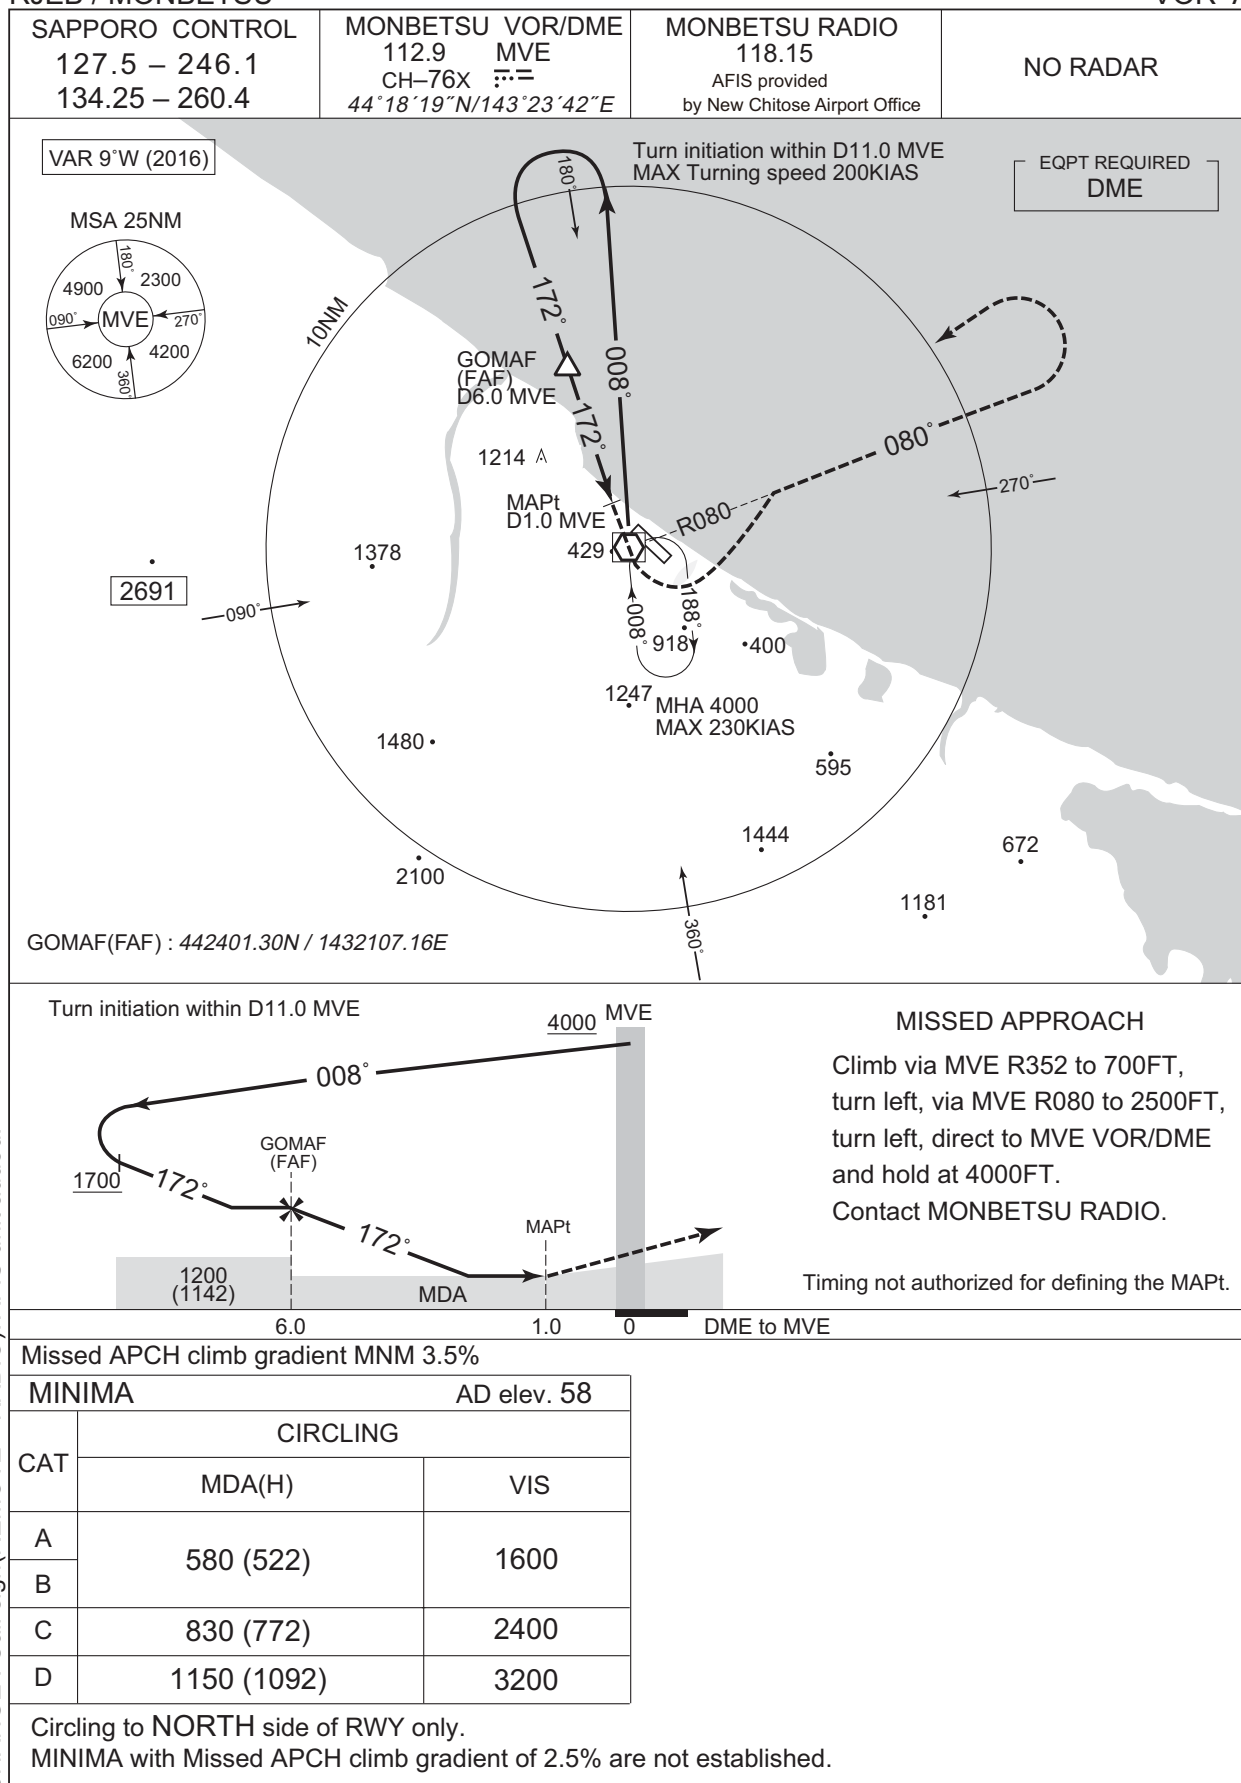 SAPPORO CONTROL
127.5 – 246.1
134.25 – 260.4
MONBETSU VOR/DME
112.9 MVE
CH–76X
44°18´19˝N/143°23´42˝E
MONBETSU RADIO
118.15
AFIS provided
by New Chitose Airport Office
NO RADAR
VAR 9°W (2016)
Turn initiation within D11.0 MVE
MAX Turning speed 200KIAS
EQPT REQUIRED
DME
MSA 25NM
180°
4900
2300
090°
MVE
270°
6200
4200
360°
180°
10NM
172°
008°
GOMAF
(FAF)
D6.0 MVE
172°
080°
1214
270°
MAPt
D1.0 MVE
R080
429
1378
2691
090°
008°
188°
918
400
1247
MHA 4000
MAX 230KIAS
1480
595
1444
672
2100
1181
360°
GOMAF(FAF) : 442401.30N / 1432107.16E
Turn initiation within D11.0 MVE
4000
MVE
008°
GOMAF
(FAF)
1700
172°
172°
MAPt
1200
(1142)
MDA
6.0
1.0
0
DME to MVE
MISSED APPROACH
Climb via MVE R352 to 700FT,
turn left, via MVE R080 to 2500FT,
turn left, direct to MVE VOR/DME
and hold at 4000FT.
Contact MONBETSU RADIO.
Timing not authorized for defining the MAPt.
Missed APCH climb gradient MNM 3.5%
MINIMA AD elev. 58
CAT
CIRCLING
MDA(H) VIS
A
B
580 (522) 1600
C 830 (772) 2400
D 1150 (1092) 3200
Circling to NORTH side of RWY only.
MINIMA with Missed APCH climb gradient of 2.5% are not established.